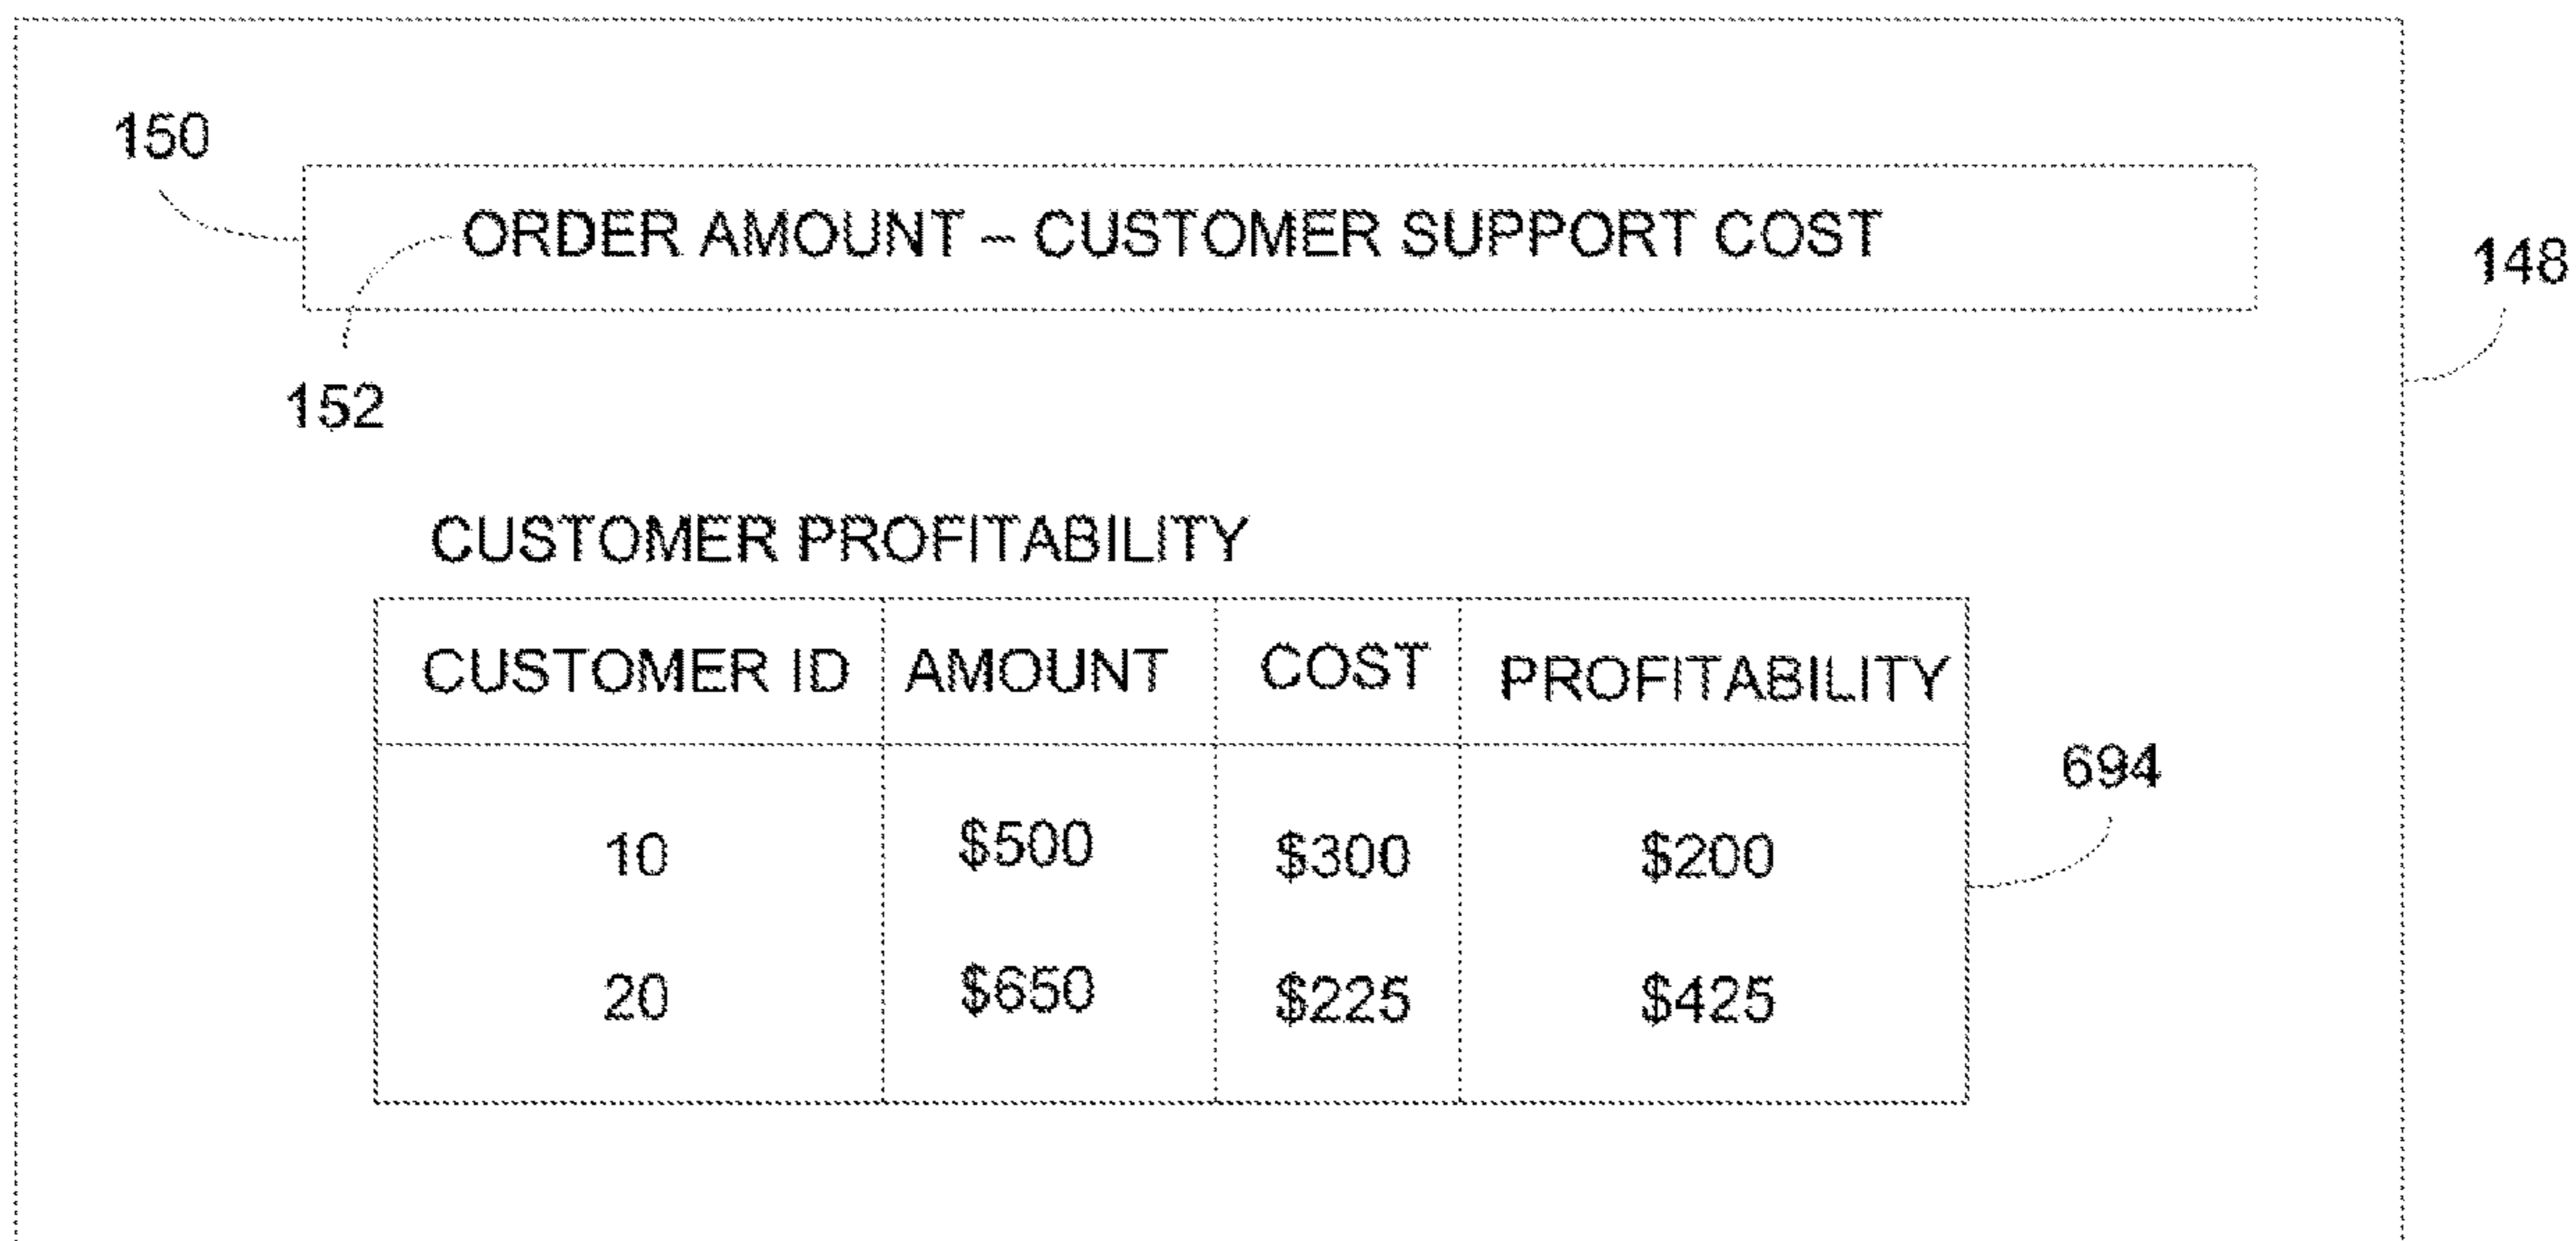 150
ORDER AMOUNT – CUSTOMER SUPPORT COST
148
152
CUSTOMER PROFITABILITY
CUSTOMER ID AMOUNT COST PROFITABILITY
694
10 $500 $300 $200
20 $650 $225 $425